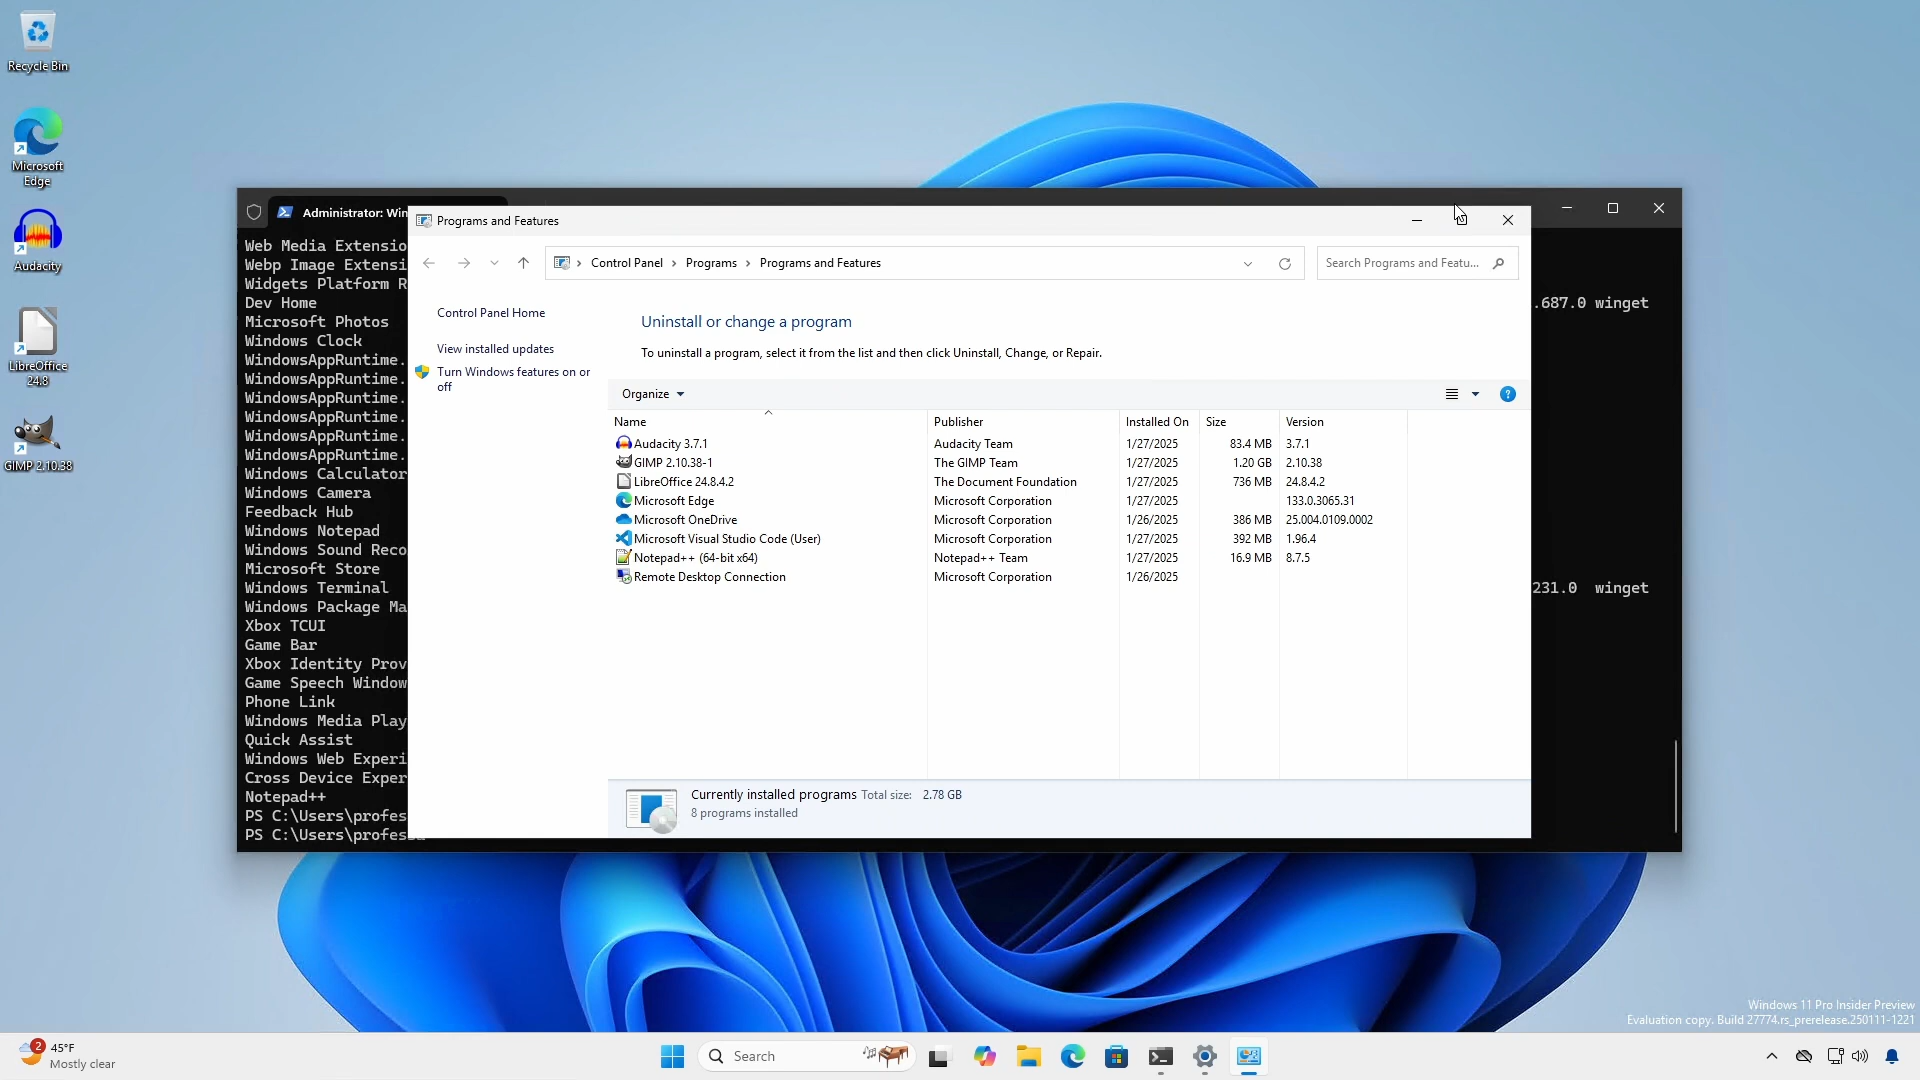 Recycle Bin
Microsoft
Edge
Audacity
LibreOffice
24.8
GIMP 2.10.38
Administrator: Win
Web Media Extensio
Webp Image Extensi
Widgets Platform R
Dev Home
.687.0 winget
Microsoft Photos
Windows Clock
WindowsAppRuntime.
WindowsAppRuntime.
WindowsAppRuntime.
WindowsAppRuntime.
WindowsAppRuntime.
WindowsAppRuntime.
Windows Calculator
Windows Camera
Feedback Hub
Windows Notepad
Windows Sound Reco
Microsoft Store
Windows Terminal
231.0 winget
Windows Package Ma
Xbox TCUI
Game Bar
Xbox Identity Prov
Game Speech Window
Phone Link
Windows Media Play
Quick Assist
Windows Web Experi
Cross Device Exper
Notepad++
PS C:\Users\profes
PS C:\Users\profess
Programs and Features
Control Panel > Programs > Programs and Features
Search Programs and Featu...
Control Panel Home
View installed updates
Turn Windows features on or
off
Uninstall or change a program
To uninstall a program, select it from the list and then click Uninstall, Change, or Repair.
Organize
Name Publisher Installed On Size Version
Audacity 3.7.1 Audacity Team 1/27/2025 83.4 MB 3.7.1
GIMP 2.10.38-1 The GIMP Team 1/27/2025 1.20 GB 2.10.38
LibreOffice 24.8.4.2 The Document Foundation 1/27/2025 736 MB 24.8.4.2
Microsoft Edge Microsoft Corporation 1/27/2025 133.0.3065.31
Microsoft OneDrive Microsoft Corporation 1/26/2025 386 MB 25.004.0109.0002
Microsoft Visual Studio Code (User) Microsoft Corporation 1/27/2025 392 MB 1.96.4
Notepad++ (64-bit x64) Notepad++ Team 1/27/2025 16.9 MB 8.7.5
Remote Desktop Connection Microsoft Corporation 1/26/2025
Currently installed programs Total size: 2.78 GB
8 programs installed
Windows 11 Pro Insider Preview
Evaluation copy. Build 27774.rs_prerelease.250111-1221
2
45°F
Mostly clear
Search